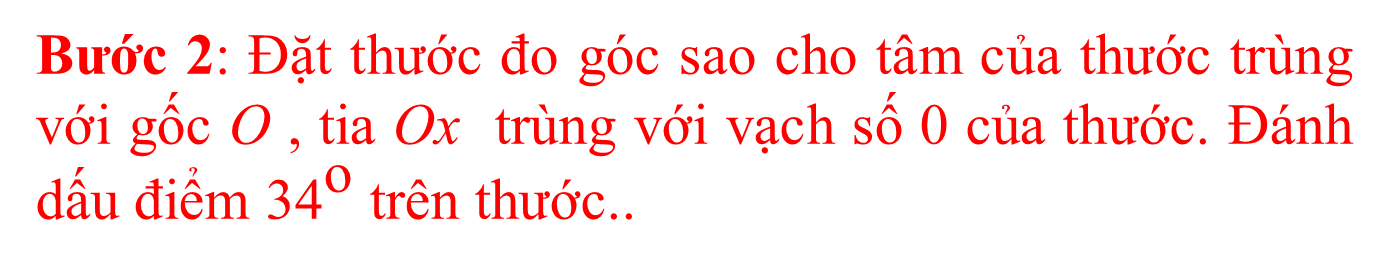 Bước 2: Đặt thước đo góc sao cho tâm của thước trùng
với gốc O , tia Ox trùng với vạch số 0 của thước. Đánh
dấu điểm 34⁰ trên thước..